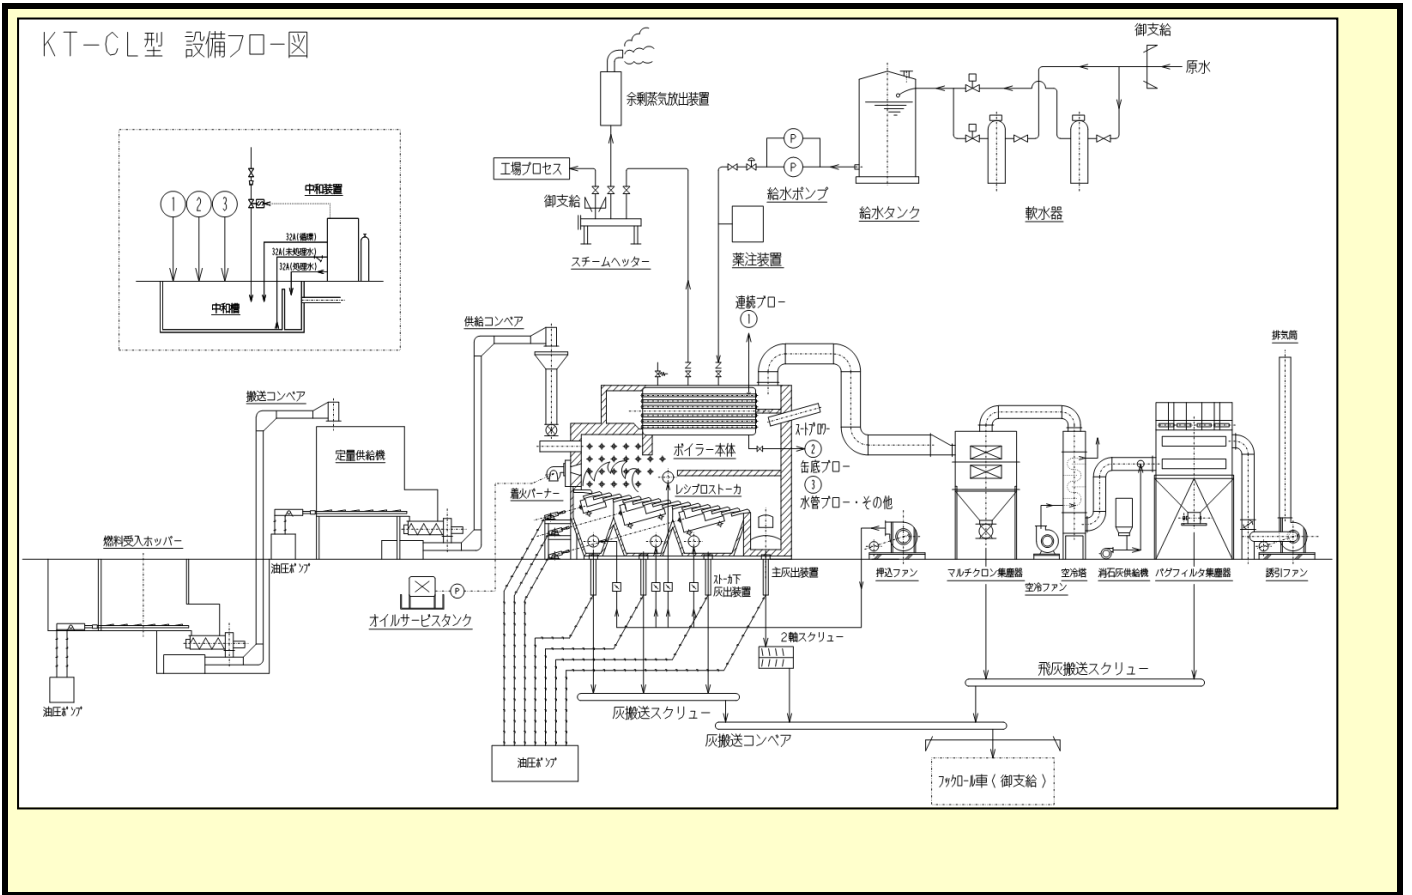 KT-CL型 設備フロー図
御支給
原水
余剰蒸気放出装置
工場プロセス
御支給
スチームヘッター
P
P
給水ポンプ
給水タンク
軟水器
薬注装置
中和装置
1
2
3
32A(循環)
32A(未処理水)
32A(処理水)
中和槽
連続ブロー
1
供給コンベア
排気筒
搬送コンベア
定量供給機
ボイラー本体
スートブロワー
2
缶底ブロー
3
水管ブロー・その他
着火バーナー
レシプロストーカ
燃料受入ホッパー
油圧ポンプ
P
オイルサービスタンク
ストーカ下
灰出装置
主灰出装置
押込ファン
マルチクロン集塵器
空冷ファン
空冷塔
消石灰供給機
バグフィルタ集塵器
誘引ファン
2軸スクリュー
油圧ポンプ
灰搬送スクリュー
飛灰搬送スクリュー
灰搬送コンベア
油圧ポンプ
フックロール車(御支給)